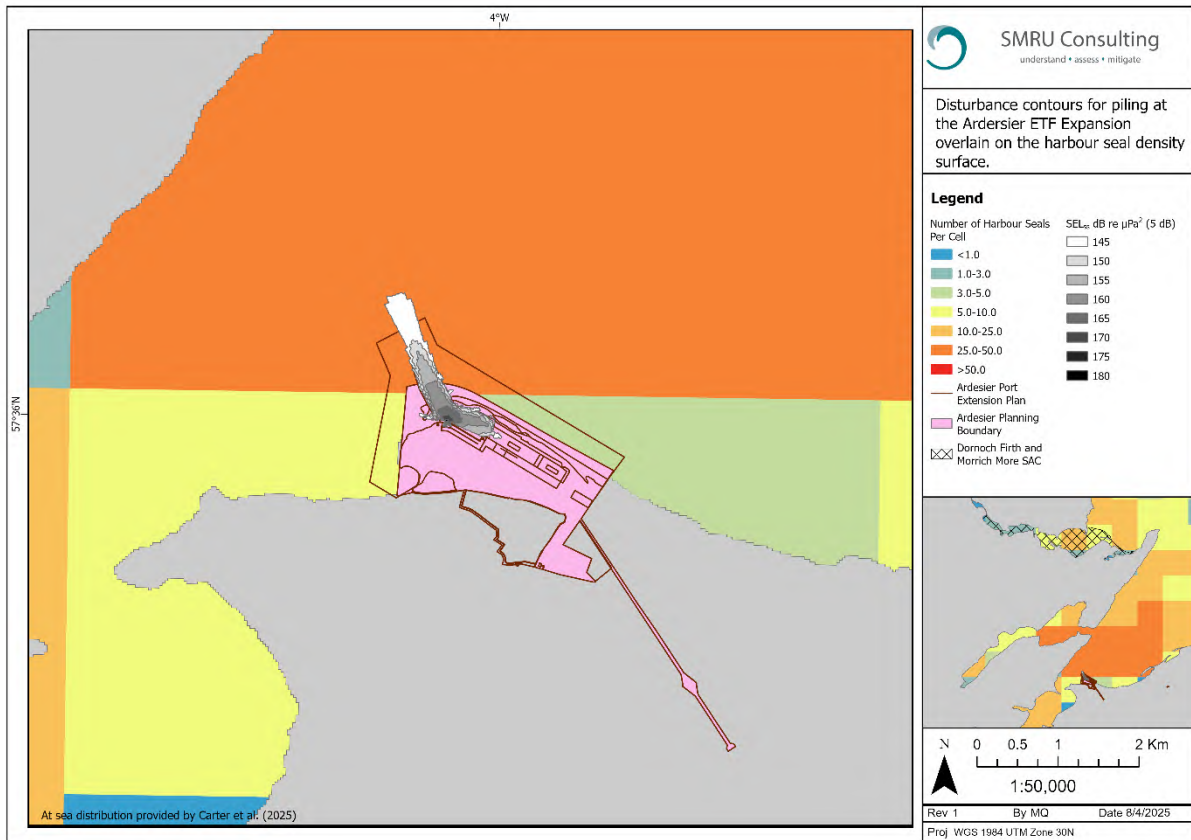 4°W
57°36'N
At sea distribution provided by Carter et al. (2025)
SMRU Consulting
understand • assess • mitigate
Disturbance contours for piling at
the Ardersier ETF Expansion
overlain on the harbour seal density
surface.
Legend
Number of Harbour Seals
Per Cell
<1.0
1.0-3.0
3.0-5.0
5.0-10.0
10.0-25.0
25.0-50.0
>50.0
Ardesier Port
Extension Plan
Ardesier Planning
Boundary
Dornoch Firth and
Morrich More SAC
SELss dB re µPa² (5 dB)
145
150
155
160
165
170
175
180
N
0 0.5 1 2 Km
1:50,000
Rev 1 By MQ Date 8/4/2025
Proj WGS 1984 UTM Zone 30N